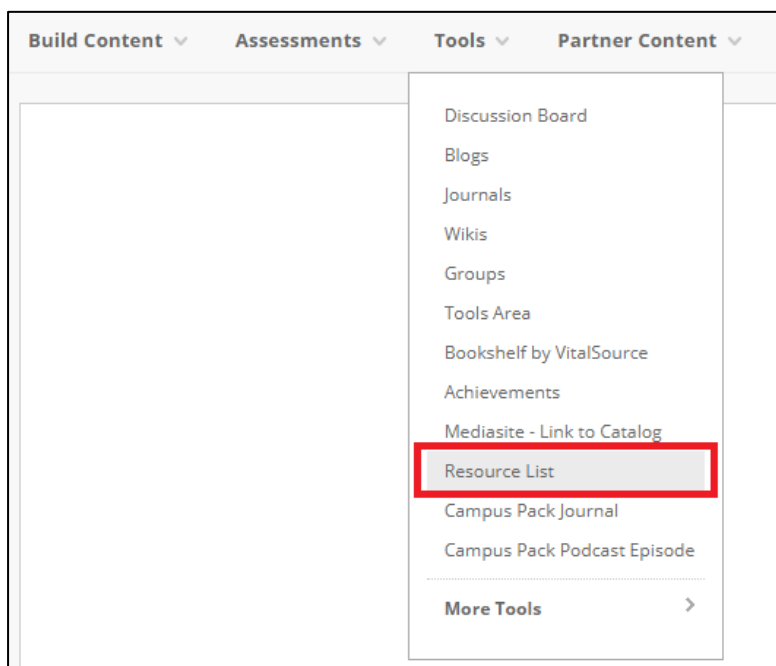 Build Content Assessments Tools Partner Content
Discussion Board
Blogs
Journals
Wikis
Groups
Tools Area
Bookshelf by VitalSource
Achievements
Mediasite - Link to Catalog
Resource List
Campus Pack Journal
Campus Pack Podcast Episode
More Tools